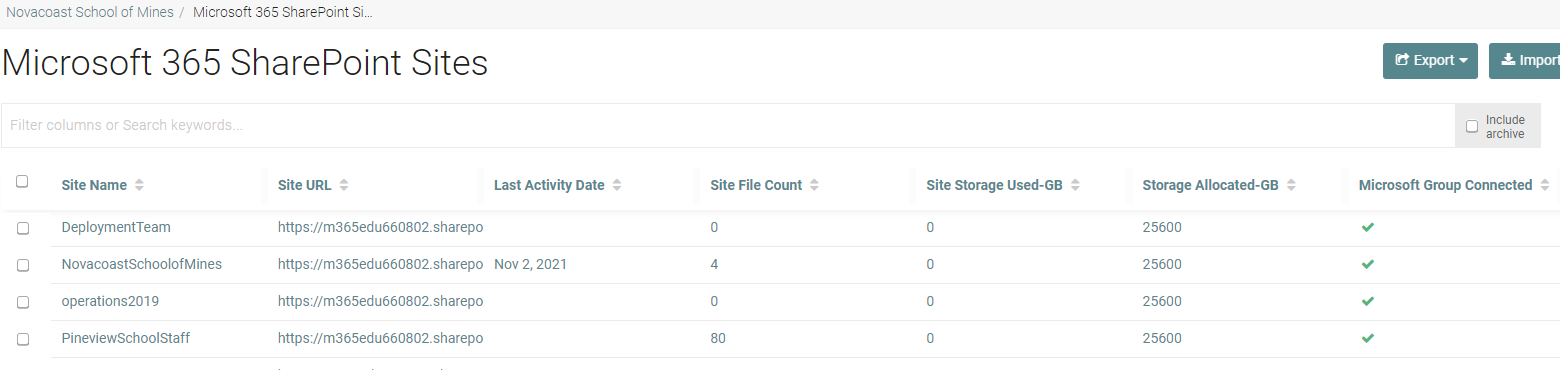 Novacoast School of Mines / Microsoft 365 SharePoint Si...
Microsoft 365 SharePoint Sites
Export
Import
Filter columns or Search keywords...
Include archive
Site Name Site URL Last Activity Date Site File Count Site Storage Used-GB Storage Allocated-GB Microsoft Group Connected
DeploymentTeam https://m365edu660802.sharepo 0 0 25600
NovacoastSchoolofMines https://m365edu660802.sharepo Nov 2, 2021 4 0 25600
operations2019 https://m365edu660802.sharepo 0 0 25600
PineviewSchoolStaff https://m365edu660802.sharepo 80 0 25600